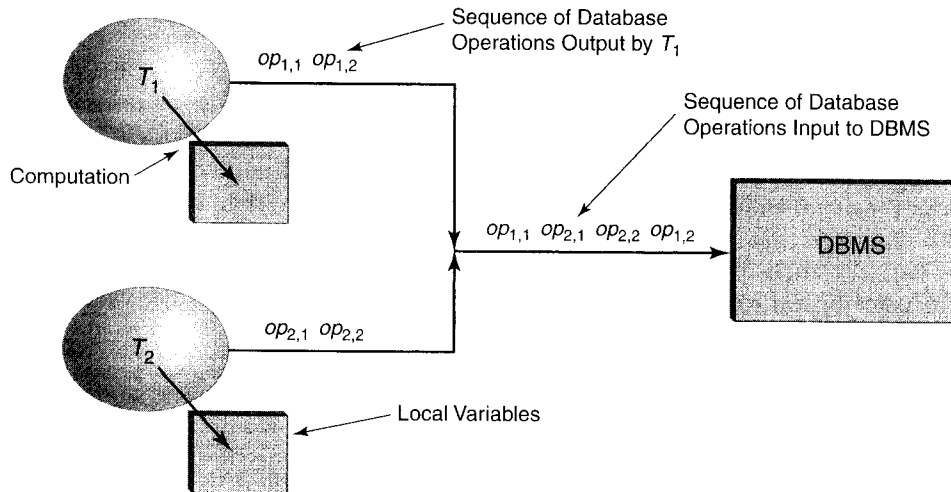 Sequence of Database
Operations Output by T₁
op₁,₁ op₁,₂
T₁
Sequence of Database
Operations Input to DBMS
Computation
op₁,₁ op₂,₁ op₂,₂ op₁,₂
DBMS
op₂,₁ op₂,₂
T₂
Local Variables